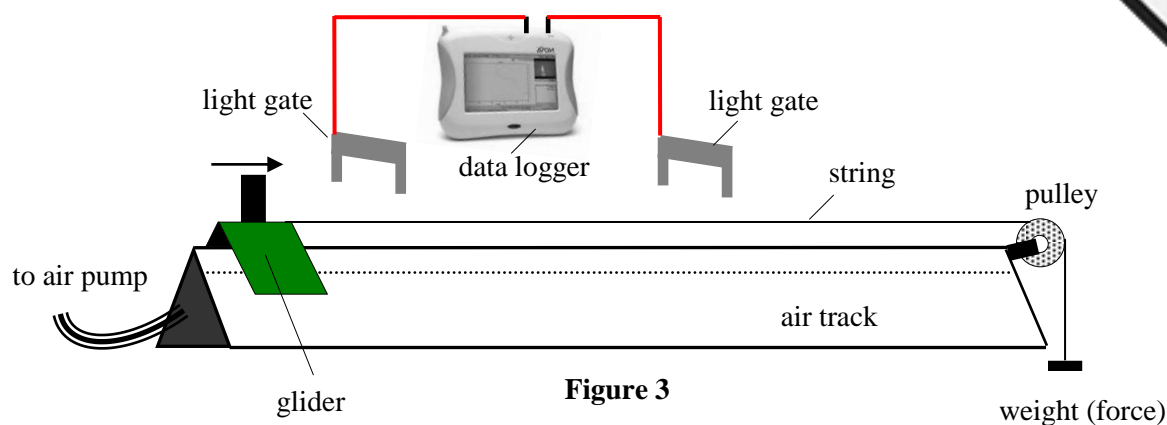 light gate
light gate
data logger
string
pulley
to air pump
air track
glider
Figure 3
weight (force)